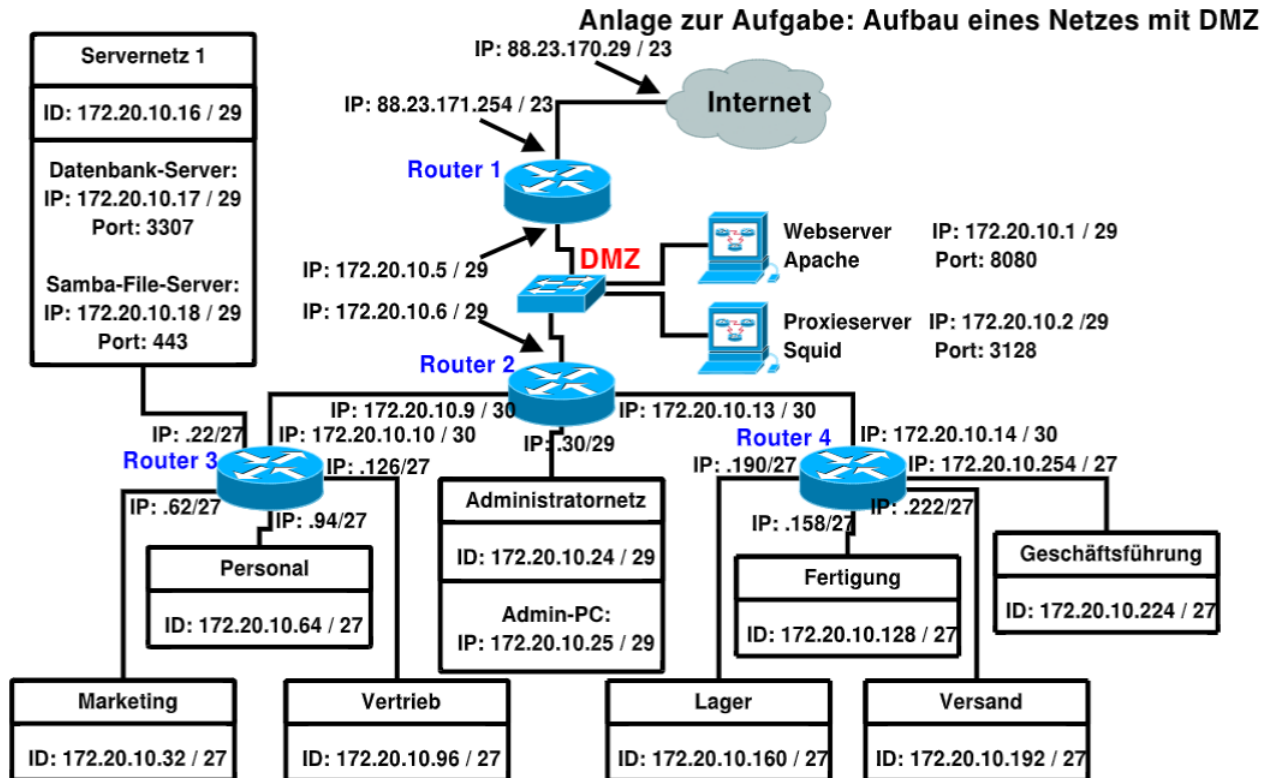 Anlage zur Aufgabe: Aufbau eines Netzes mit DMZ
IP: 88.23.170.29 / 23
Internet
IP: 88.23.171.254 / 23
Router 1
Servernetz 1
ID: 172.20.10.16 / 29
Datenbank-Server:
IP: 172.20.10.17 / 29
Port: 3307
Samba-File-Server:
IP: 172.20.10.18 / 29
Port: 443
IP: 172.20.10.5 / 29
DMZ
IP: 172.20.10.6 / 29
Webserver IP: 172.20.10.1 / 29
Apache Port: 8080
Proxieserver IP: 172.20.10.2 /29
Squid Port: 3128
Router 2
IP: 172.20.10.9 / 30
IP: 172.20.10.13 / 30
IP: .22/27
IP: 172.20.10.10 / 30
IP: .30/29
Router 4
IP: 172.20.10.14 / 30
Router 3
IP: .126/27
IP: .190/27
IP: 172.20.10.254 / 27
IP: .62/27
IP: .94/27
IP: .158/27
IP: .222/27
Administratornetz
ID: 172.20.10.24 / 29
Admin-PC:
IP: 172.20.10.25 / 29
Personal
ID: 172.20.10.64 / 27
Fertigung
ID: 172.20.10.128 / 27
Geschäftsführung
ID: 172.20.10.224 / 27
Marketing
ID: 172.20.10.32 / 27
Vertrieb
ID: 172.20.10.96 / 27
Lager
ID: 172.20.10.160 / 27
Versand
ID: 172.20.10.192 / 27